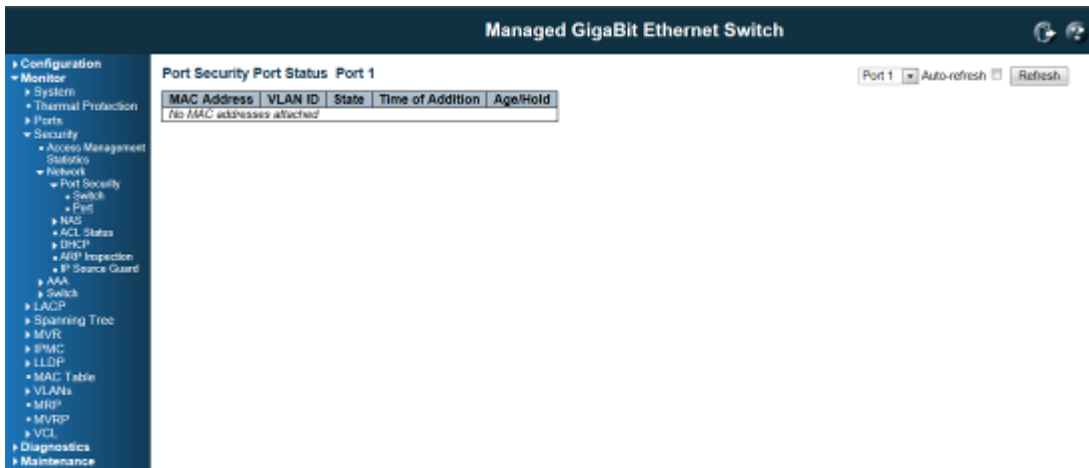 Managed GigaBit Ethernet Switch
Configuration
Monitor
System
Thermal Protection
Ports
Security
Access Management
Statistics
Network
Port Security
Switch
Port
NAS
ACL Status
DHCP
ARP Inspection
IP Source Guard
AAA
Switch
LACP
Spanning Tree
MVR
IPMC
LLDP
MAC Table
VLANs
MRP
MVRP
VCL
Diagnostics
Maintenance
Port Security Port Status Port 1
Port 1 Auto-refresh Refresh
MAC Address VLAN ID State Time of Addition Age/Hold
No MAC addresses attached